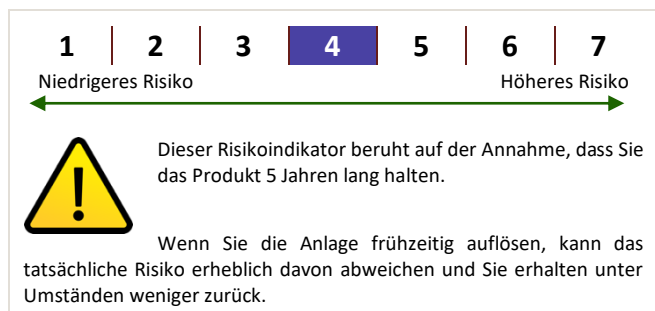 1 2 3 4 5 6 7
Niedrigeres Risiko Höheres Risiko
Dieser Risikoindikator beruht auf der Annahme, dass Sie
das Produkt 5 Jahren lang halten.
Wenn Sie die Anlage frühzeitig auflösen, kann das
tatsächliche Risiko erheblich davon abweichen und Sie erhalten unter
Umständen weniger zurück.